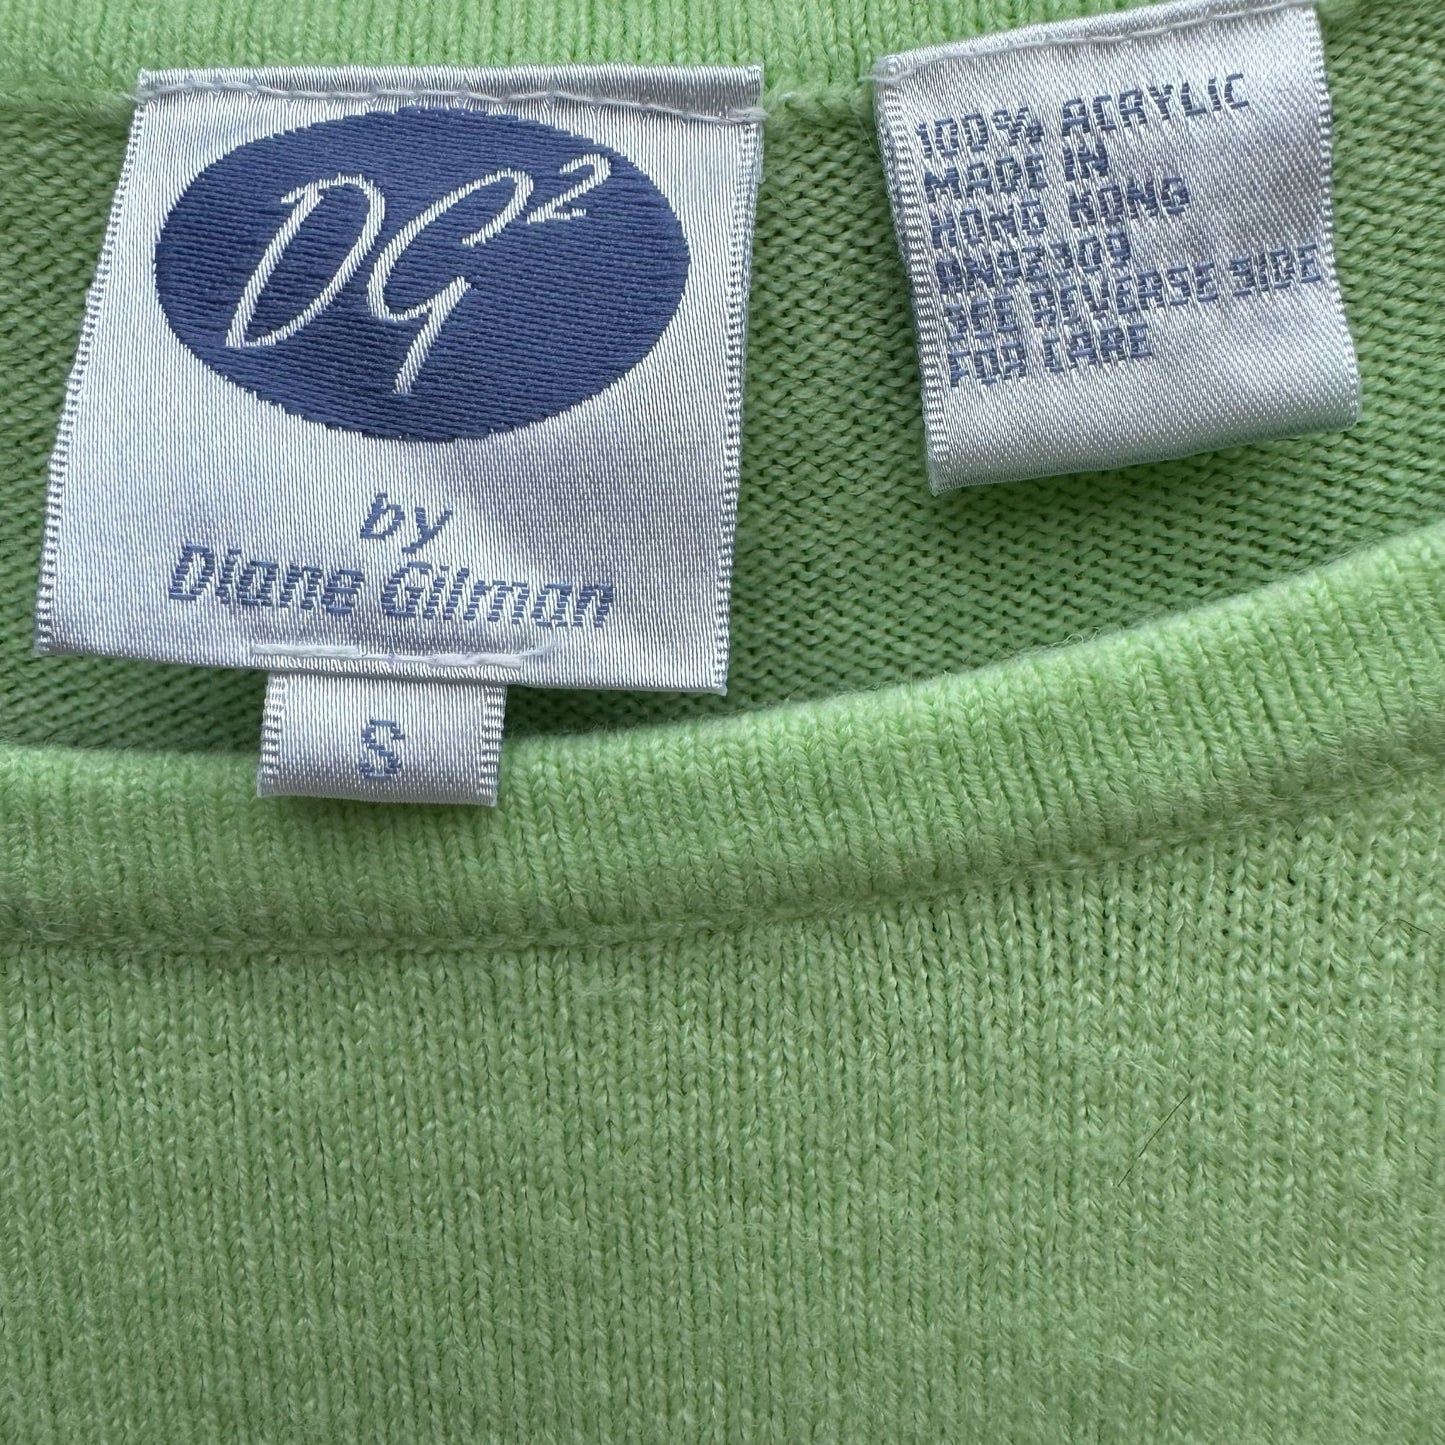 DG2
by
Diane Gilman
S
100% ACRYLIC
MADE IN
HONG KONG
RN92309
SEE REVERSE SIDE
FOR CARE